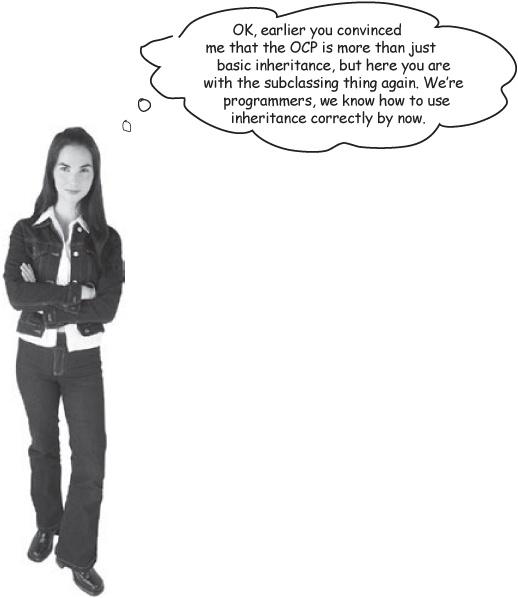 OK, earlier you convinced
me that the OCP is more than just
basic inheritance, but here you are
with the subclassing thing again. We're
programmers, we know how to use
inheritance correctly by now.